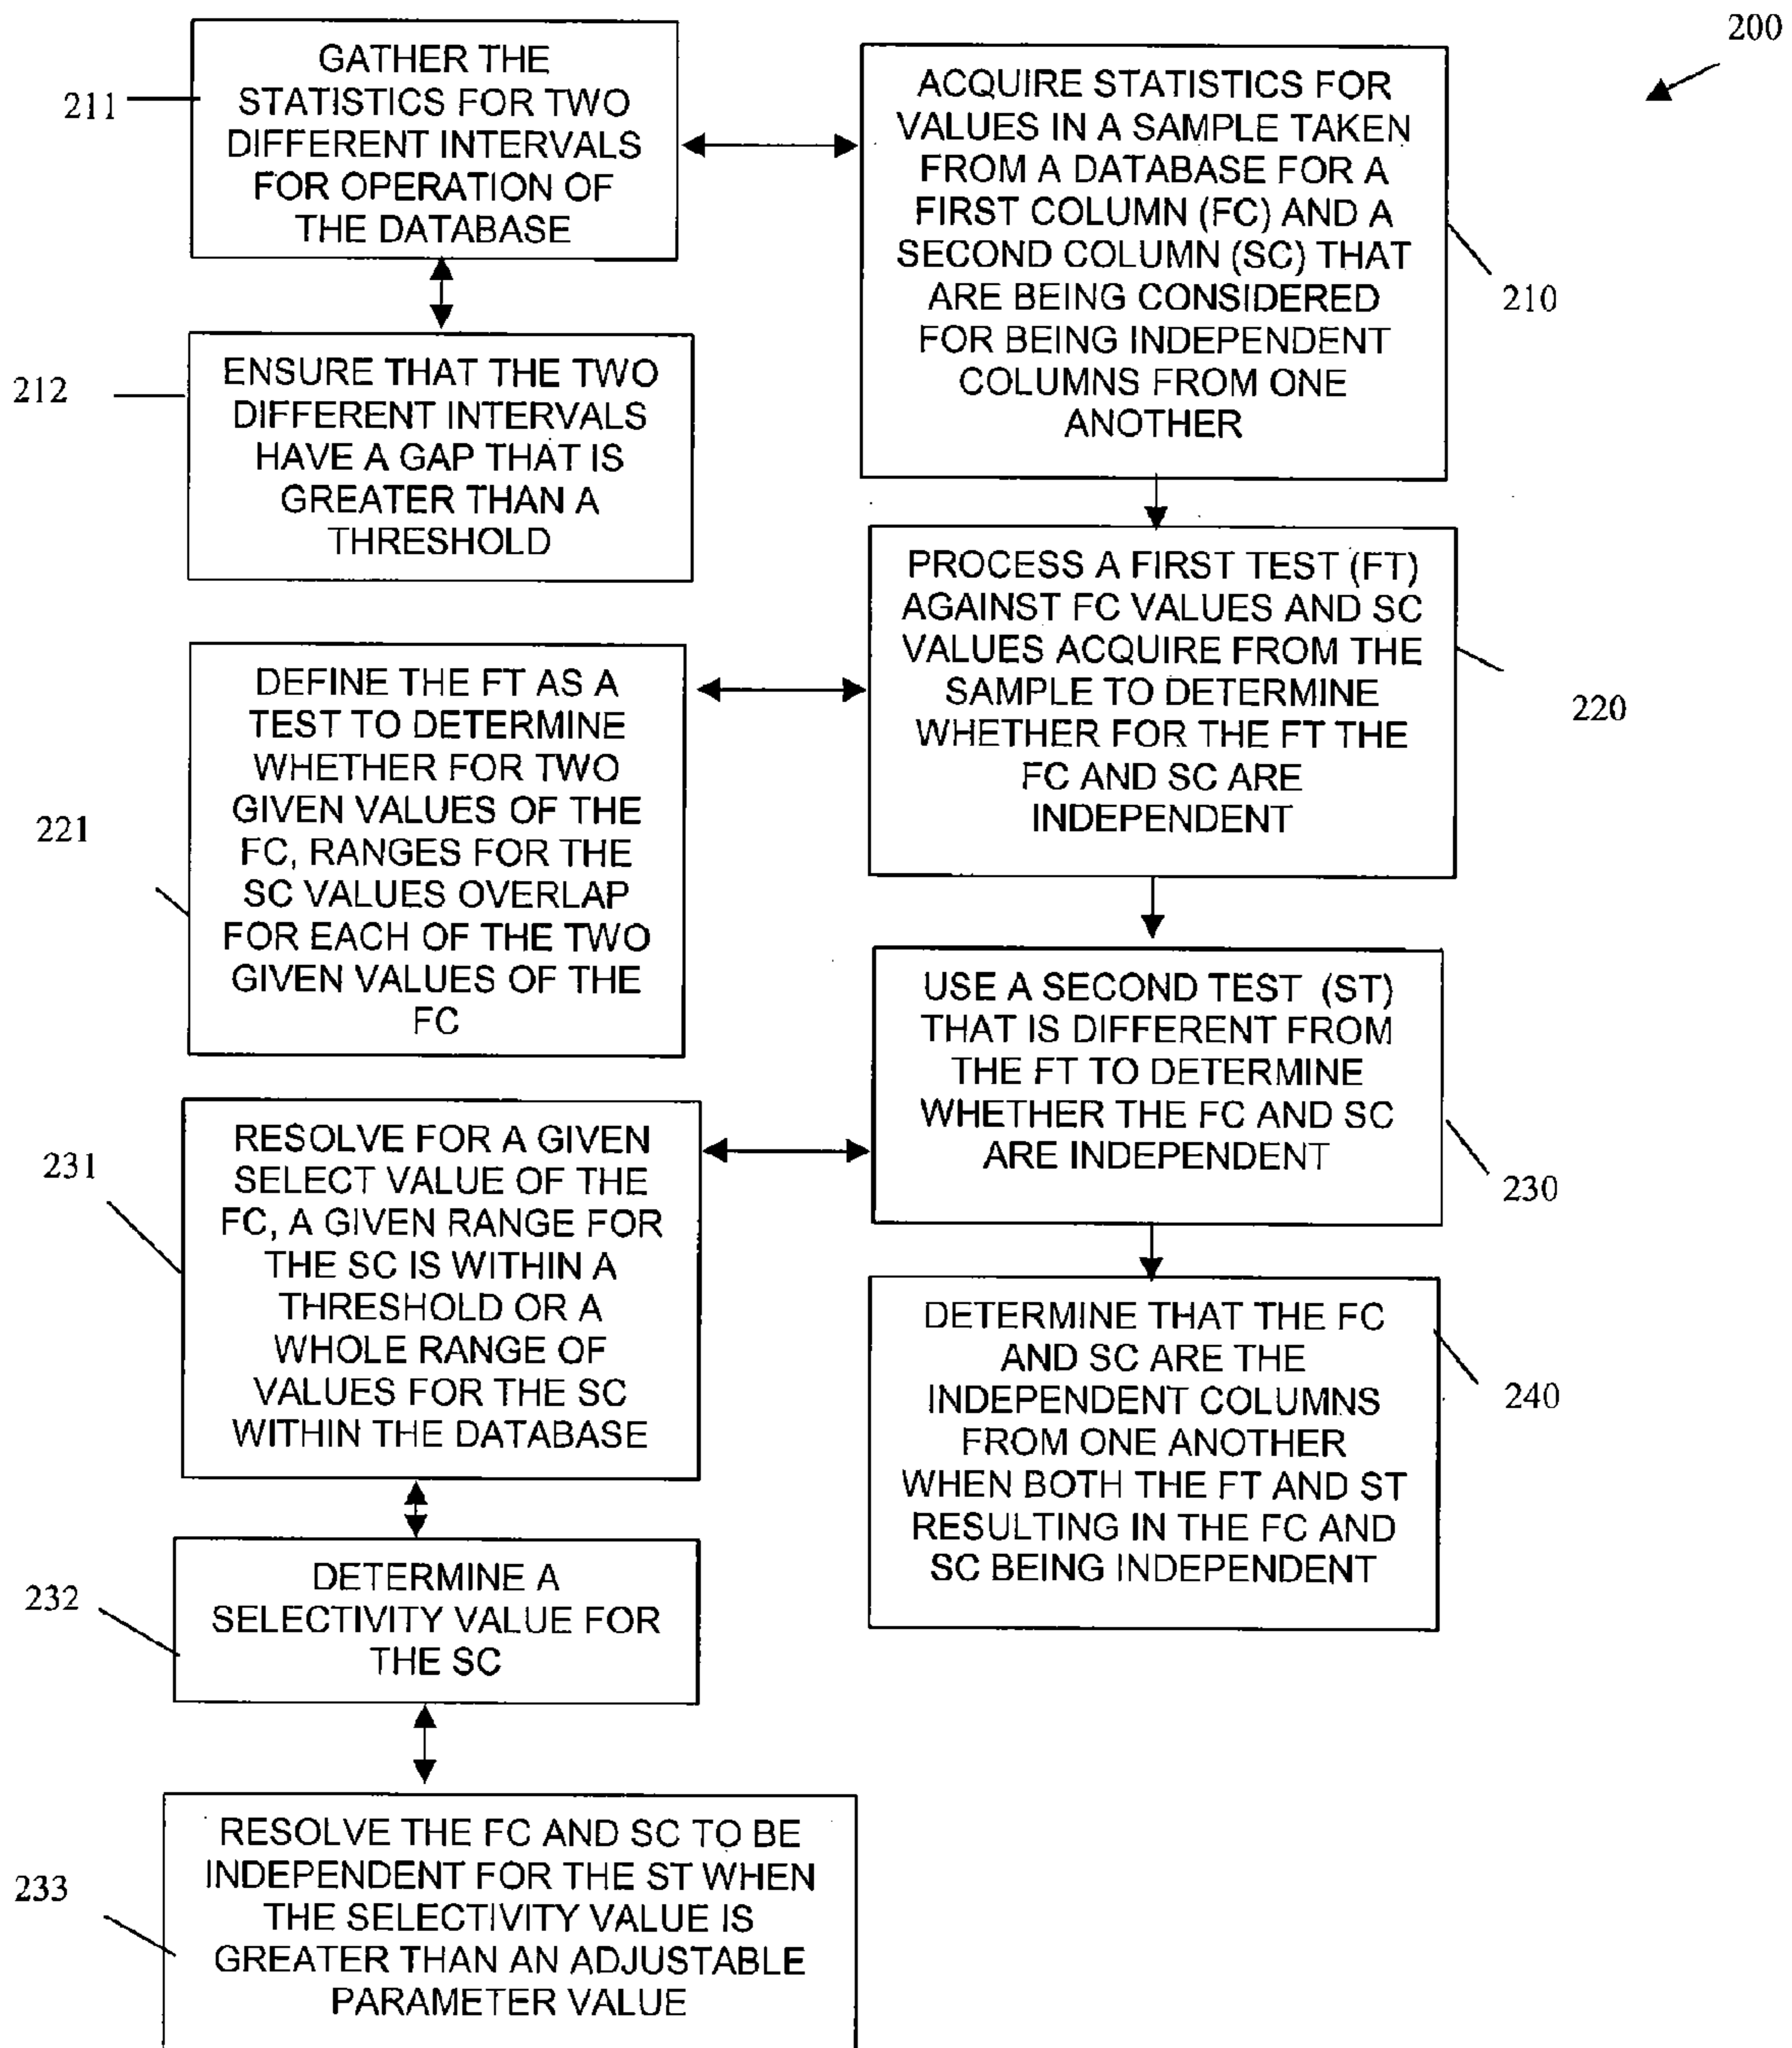 200
211
GATHER THE
STATISTICS FOR TWO
DIFFERENT INTERVALS
FOR OPERATION OF
THE DATABASE
ACQUIRE STATISTICS FOR
VALUES IN A SAMPLE TAKEN
FROM A DATABASE FOR A
FIRST COLUMN (FC) AND A
SECOND COLUMN (SC) THAT
ARE BEING CONSIDERED
FOR BEING INDEPENDENT
COLUMNS FROM ONE
ANOTHER
210
212
ENSURE THAT THE TWO
DIFFERENT INTERVALS
HAVE A GAP THAT IS
GREATER THAN A
THRESHOLD
PROCESS A FIRST TEST (FT)
AGAINST FC VALUES AND SC
VALUES ACQUIRE FROM THE
SAMPLE TO DETERMINE
WHETHER FOR THE FT THE
FC AND SC ARE
INDEPENDENT
220
221
DEFINE THE FT AS A
TEST TO DETERMINE
WHETHER FOR TWO
GIVEN VALUES OF THE
FC, RANGES FOR THE
SC VALUES OVERLAP
FOR EACH OF THE TWO
GIVEN VALUES OF THE
FC
USE A SECOND TEST (ST)
THAT IS DIFFERENT FROM
THE FT TO DETERMINE
WHETHER THE FC AND SC
ARE INDEPENDENT
230
231
RESOLVE FOR A GIVEN
SELECT VALUE OF THE
FC, A GIVEN RANGE FOR
THE SC IS WITHIN A
THRESHOLD OR A
WHOLE RANGE OF
VALUES FOR THE SC
WITHIN THE DATABASE
DETERMINE THAT THE FC
AND SC ARE THE
INDEPENDENT COLUMNS
FROM ONE ANOTHER
WHEN BOTH THE FT AND ST
RESULTING IN THE FC AND
SC BEING INDEPENDENT
240
232
DETERMINE A
SELECTIVITY VALUE FOR
THE SC
233
RESOLVE THE FC AND SC TO BE
INDEPENDENT FOR THE ST WHEN
THE SELECTIVITY VALUE IS
GREATER THAN AN ADJUSTABLE
PARAMETER VALUE